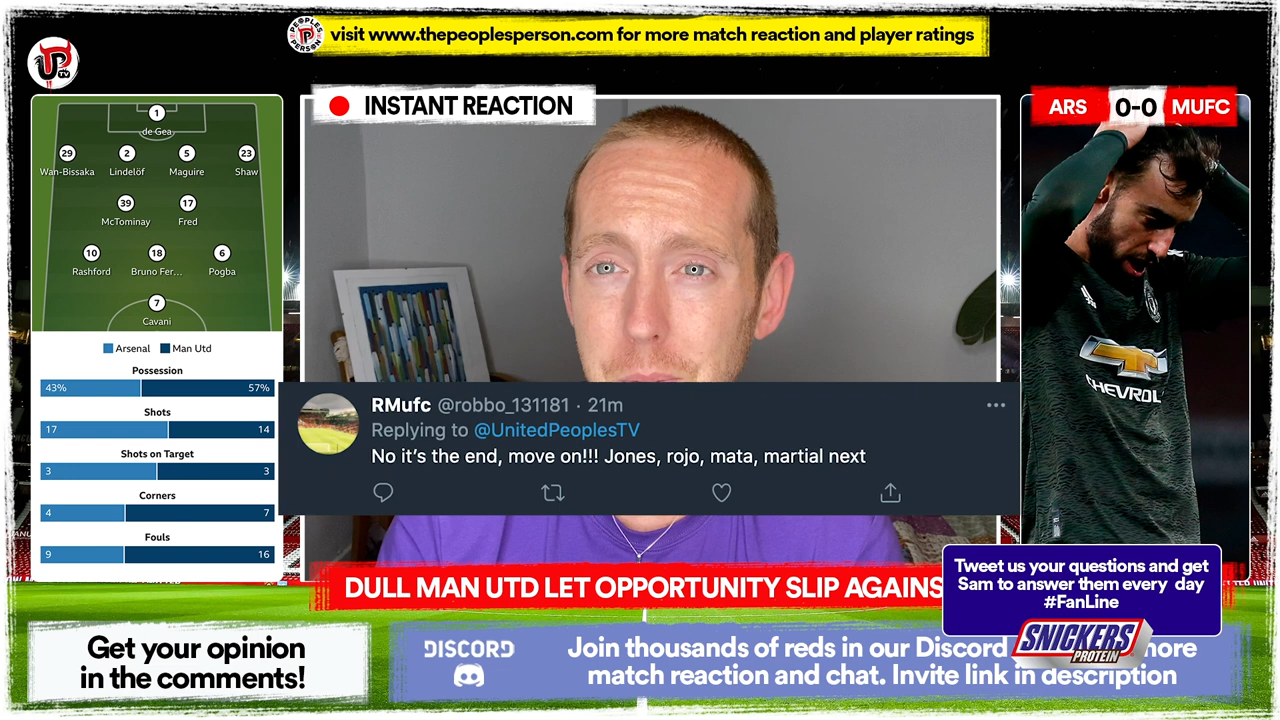 PEOPLES PERSON
visit www.thepeoplesperson.com for more match reaction and player ratings
UP TV
INSTANT REACTION
ARS 0-0 MUFC
1
de Gea
29 2 5 23
Wan-Bissaka Lindelöf Maguire Shaw
39 17
McTominay Fred
10 18 6
Rashford Bruno Fer... Pogba
7
Cavani
Arsenal Man Utd
Possession
43% 57%
Shots
17 14
Shots on Target
3 3
Corners
4 7
Fouls
9 16
CHEVROL
RMufc @robbo_131181 · 21m
Replying to @UnitedPeoplesTV
No it's the end, move on!!! Jones, rojo, mata, martial next
DULL MAN UTD LET OPPORTUNITY SLIP AGAINS
Tweet us your questions and get
Sam to answer them every day
#FanLine
SNICKERS
PROTEIN
Get your opinion
in the comments!
DISCORD
Join thousands of reds in our Discord more
match reaction and chat. Invite link in description